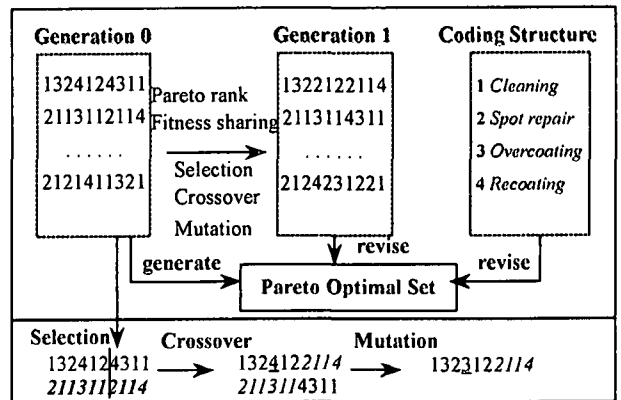 Generation 0
Generation 1
Coding Structure
1324124311
2113112114
......
2121411321
Pareto rank
Fitness sharing
Selection
Crossover
Mutation
1322122114
2113114311
......
2124231221
1 Cleaning
2 Spot repair
3 Overcoating
4 Recoating
generate
revise
revise
Pareto Optimal Set
Selection
Crossover
Mutation
1324124311
2113112114
1324122114
2113114311
1323122114